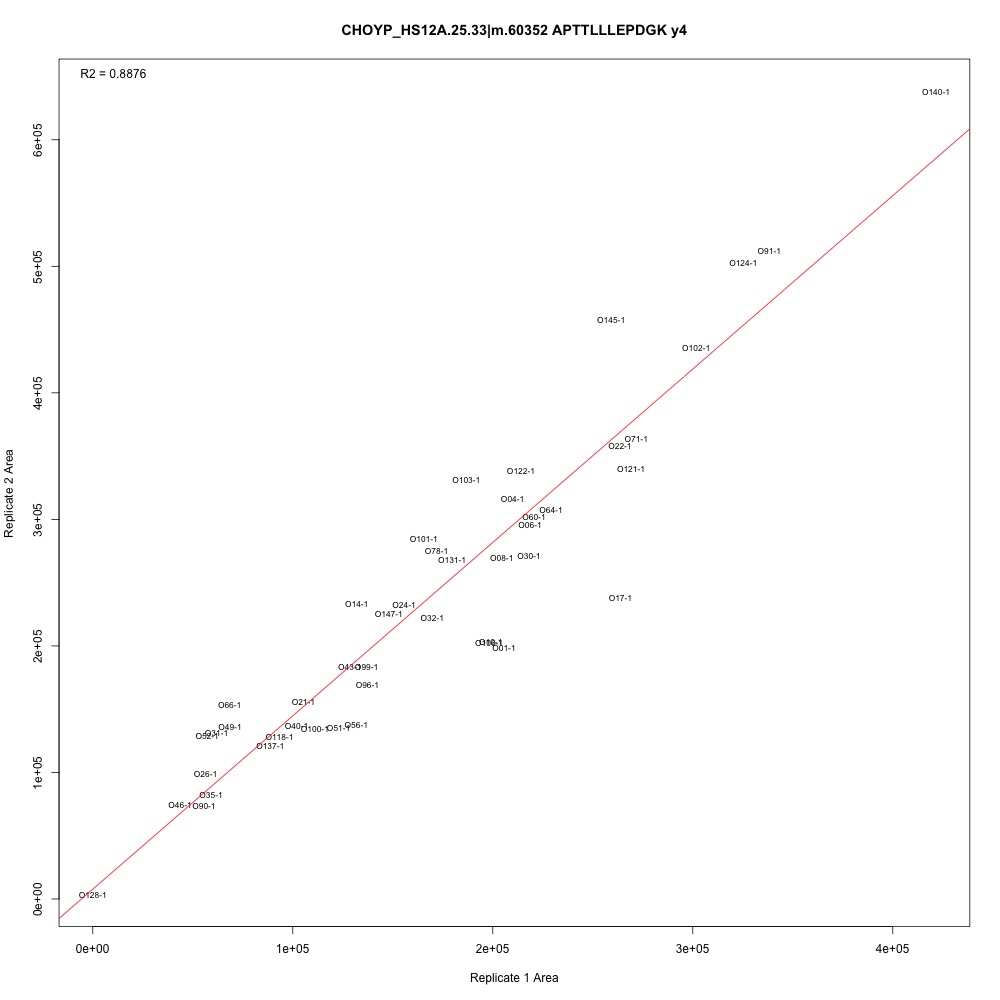 CHOYP_HS12A.25.33|m.60352 APTTLLLEPDGK y4
R2 = 0.8876
O140-1
6e+05
O91-1
O124-1
5e+05
O145-1
O102-1
4e+05
O71-1
O22-1
O121-1
O122-1
O103-1
O04-1
O64-1
O60-1
3e+05
O06-1
O101-1
O78-1
O131-1
O08-1
O30-1
O17-1
O14-1
O24-1
O147-1
O32-1
O01-1
2e+05
O43-1
O99-1
O96-1
O21-1
O66-1
O49-1
O40-1
O100-1
O51-1
O56-1
O31-1
O52-1
O118-1
O137-1
1e+05
O26-1
O35-1
O46-1
O90-1
O128-1
0e+00
Replicate 2 Area
0e+00
1e+05
2e+05
3e+05
4e+05
Replicate 1 Area